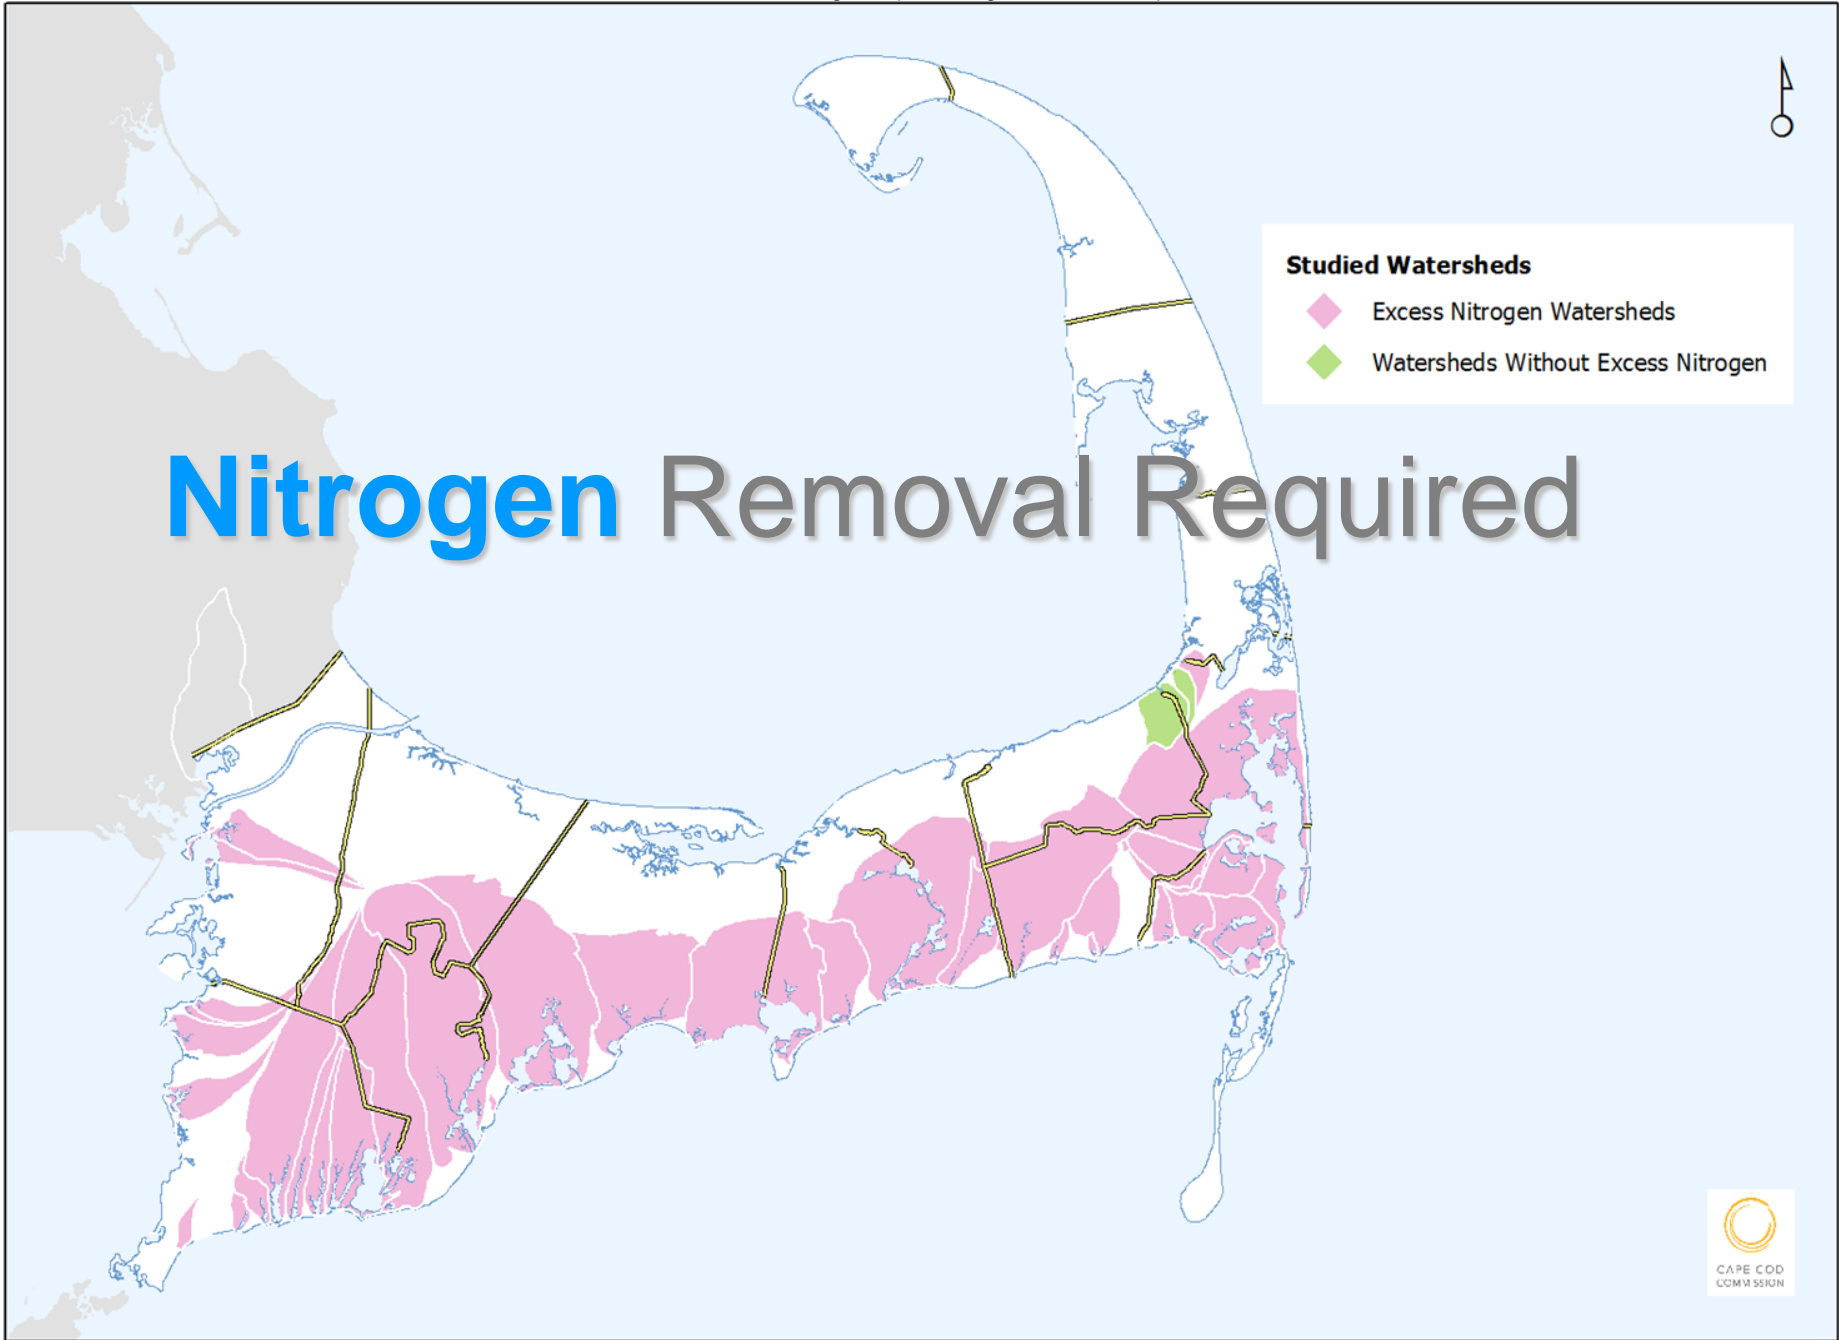 Studied Watersheds
Excess Nitrogen Watersheds
Watersheds Without Excess Nitrogen
Nitrogen Removal Required
CAPE COD
COMMISSION